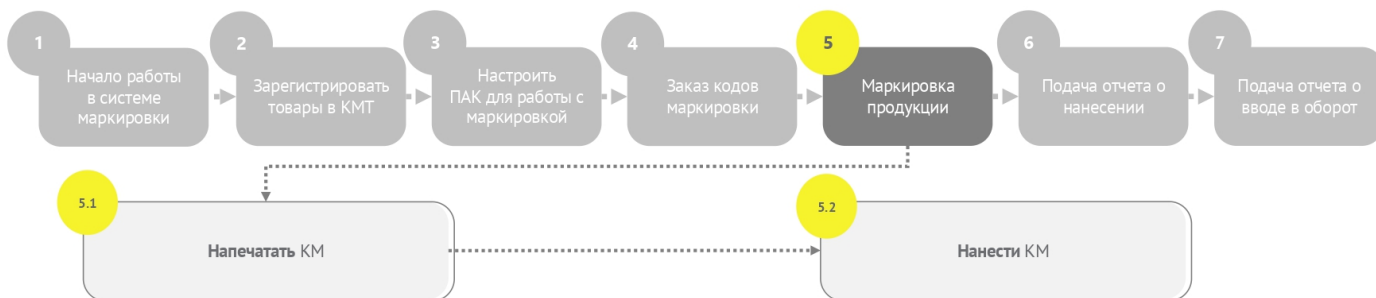 1
Начало работы
в системе
маркировки
2
Зарегистрировать
товары в КМТ
3
Настроить
ПАК для работы с
маркировкой
4
Заказ кодов
маркировки
5
Маркировка
продукции
6
Подача отчета о
нанесении
7
Подача отчета о
вводе в оборот
5.1
Напечатать КМ
5.2
Нанести КМ